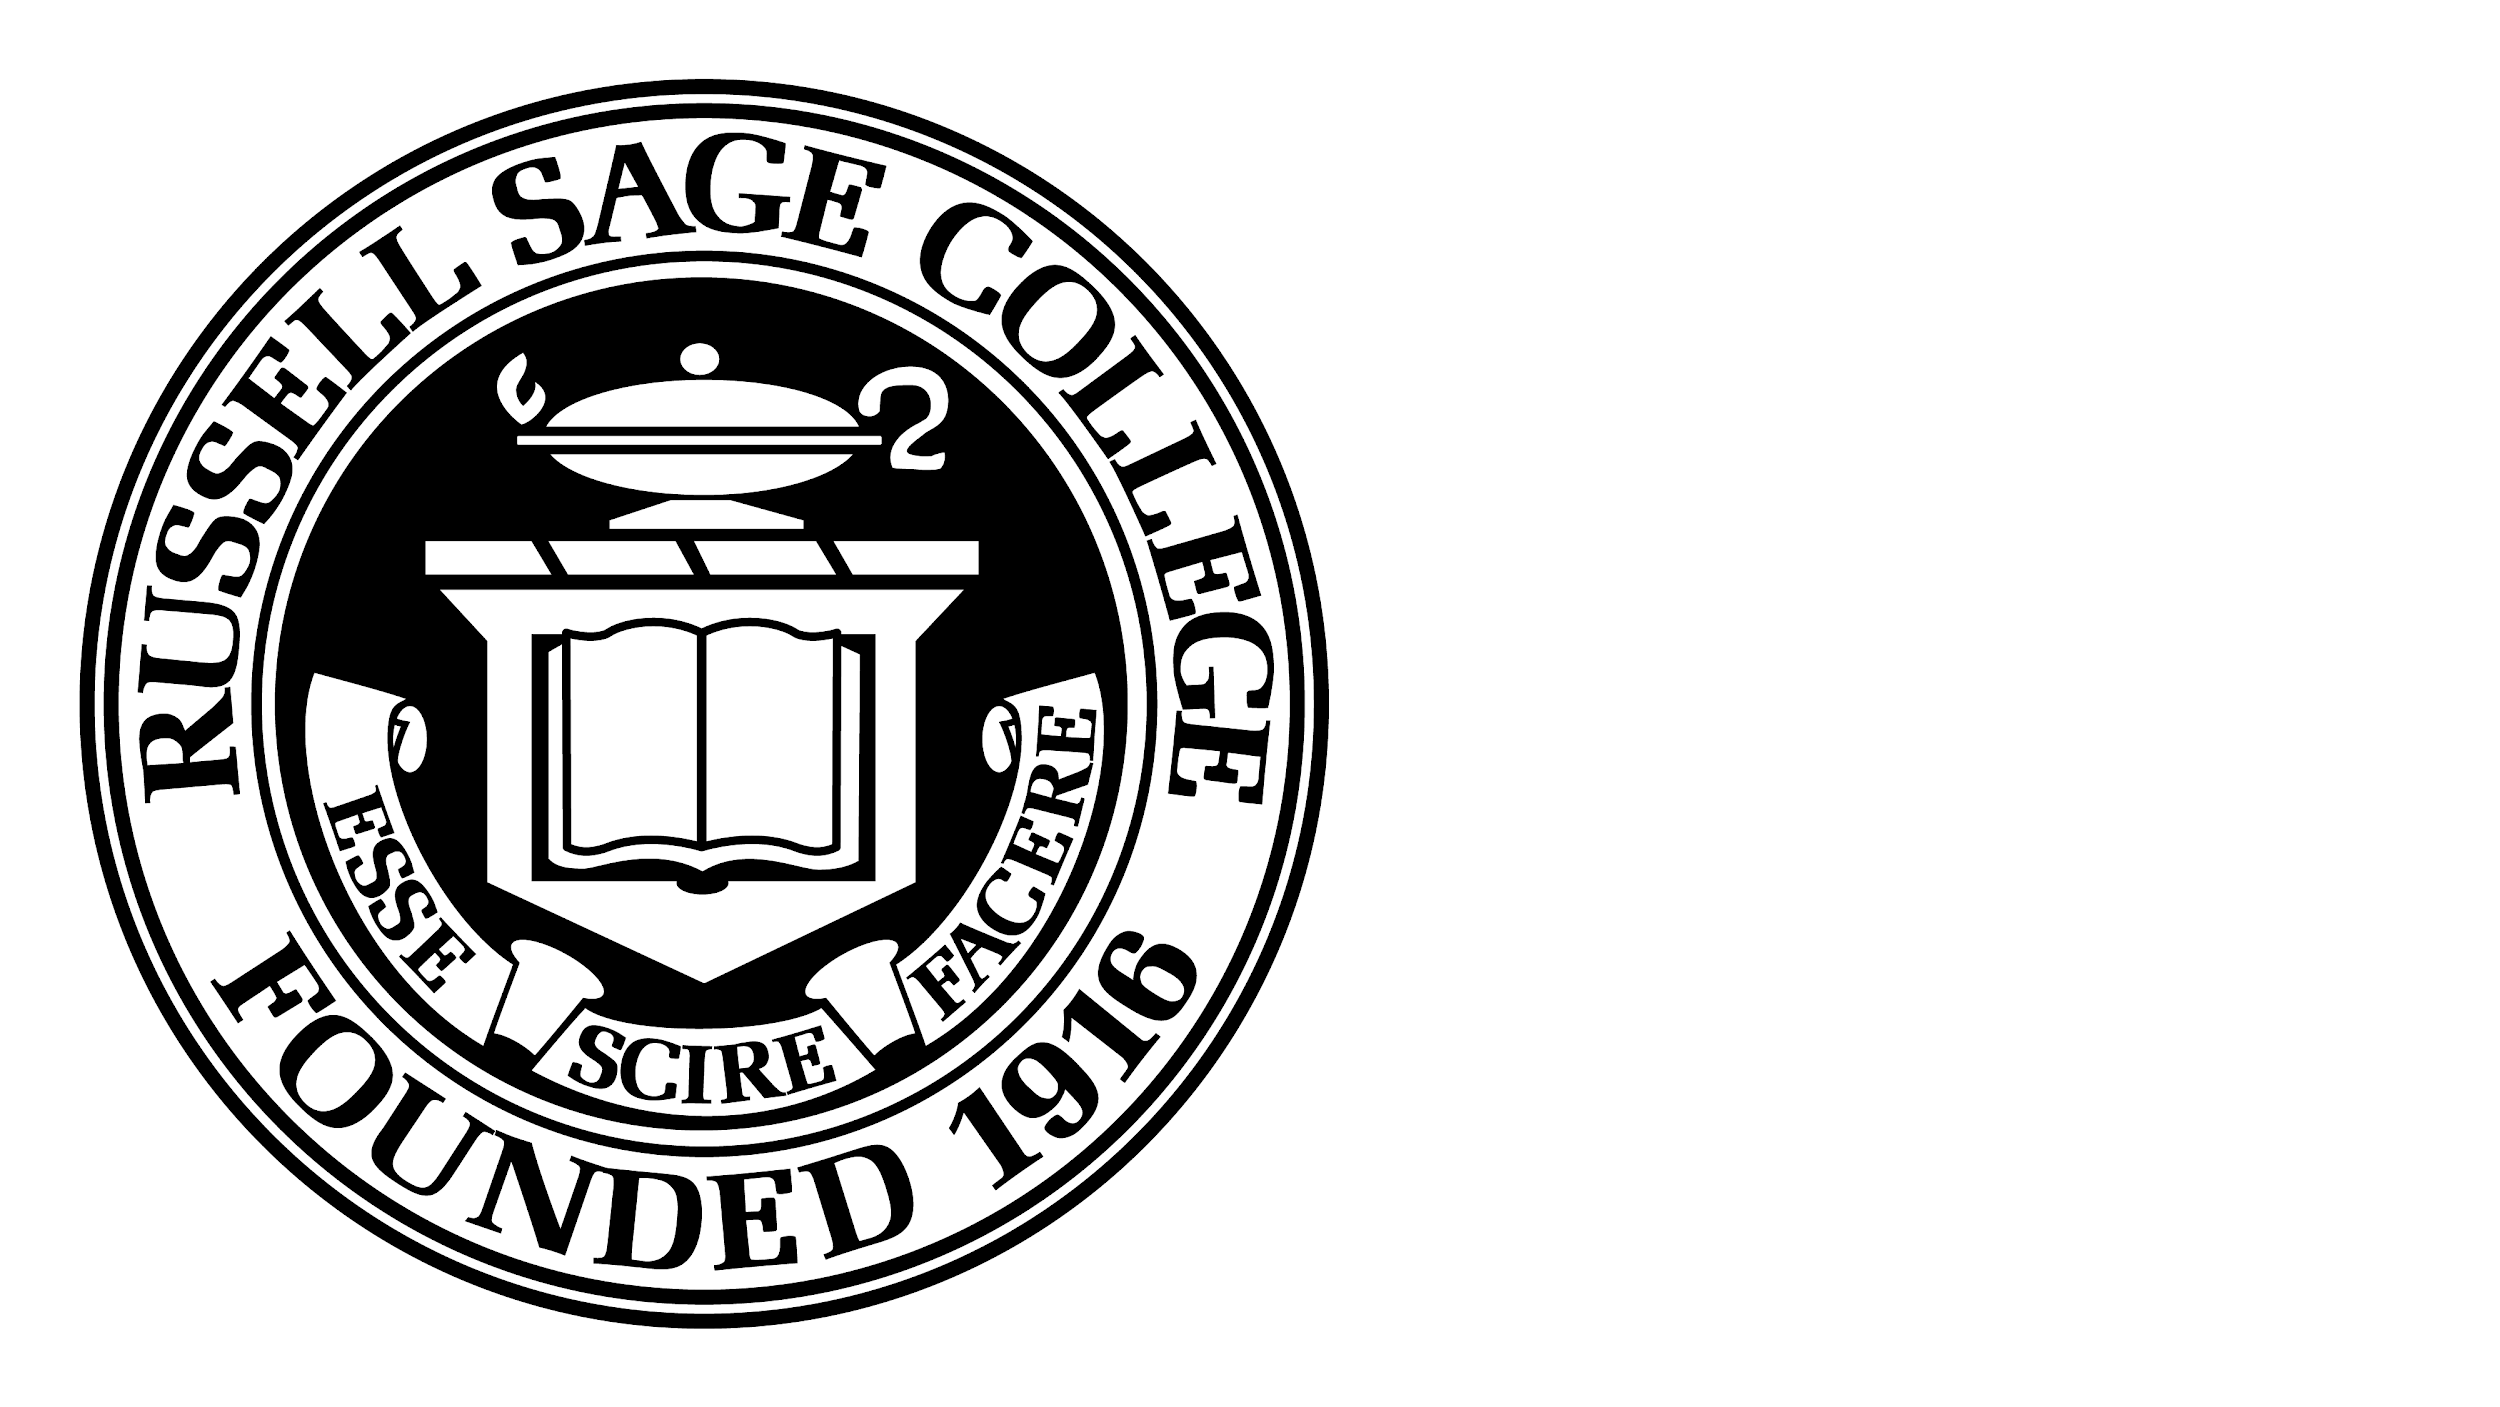 RUSSELL SAGE COLLEGE
ESSE SCIRE FACERE
FOUNDED 1916